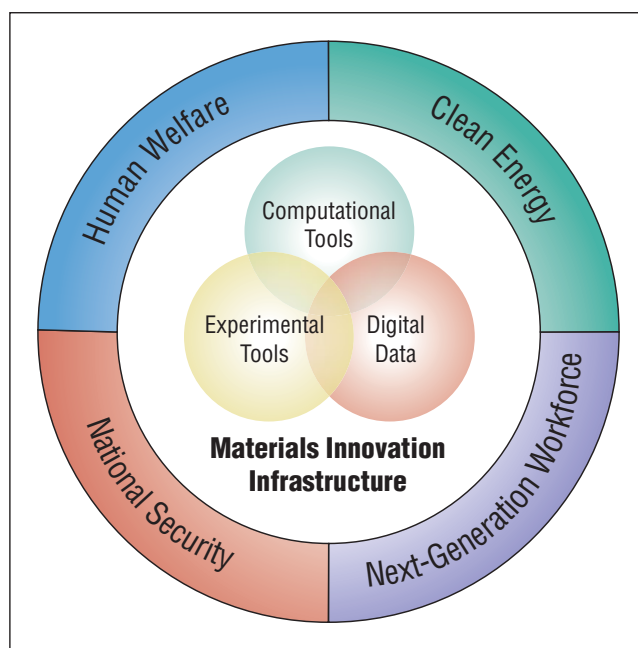 Human Welfare
Clean Energy
Computational
Tools
Experimental
Tools
Digital
Data
Materials Innovation
Infrastructure
National Security
Next-Generation Workforce